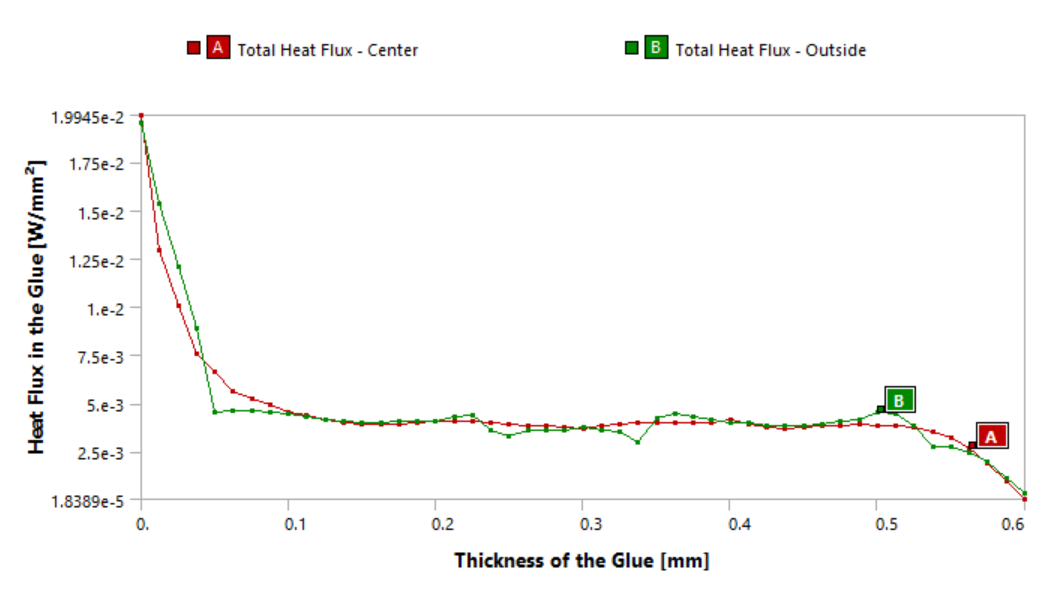 A Total Heat Flux - Center
B Total Heat Flux - Outside
1.9945e-2
1.75e-2
1.5e-2
1.25e-2
1.e-2
7.5e-3
5.e-3
2.5e-3
1.8389e-5
Heat Flux in the Glue [W/mm²]
B
A
0. 0.1 0.2 0.3 0.4 0.5 0.6
Thickness of the Glue [mm]